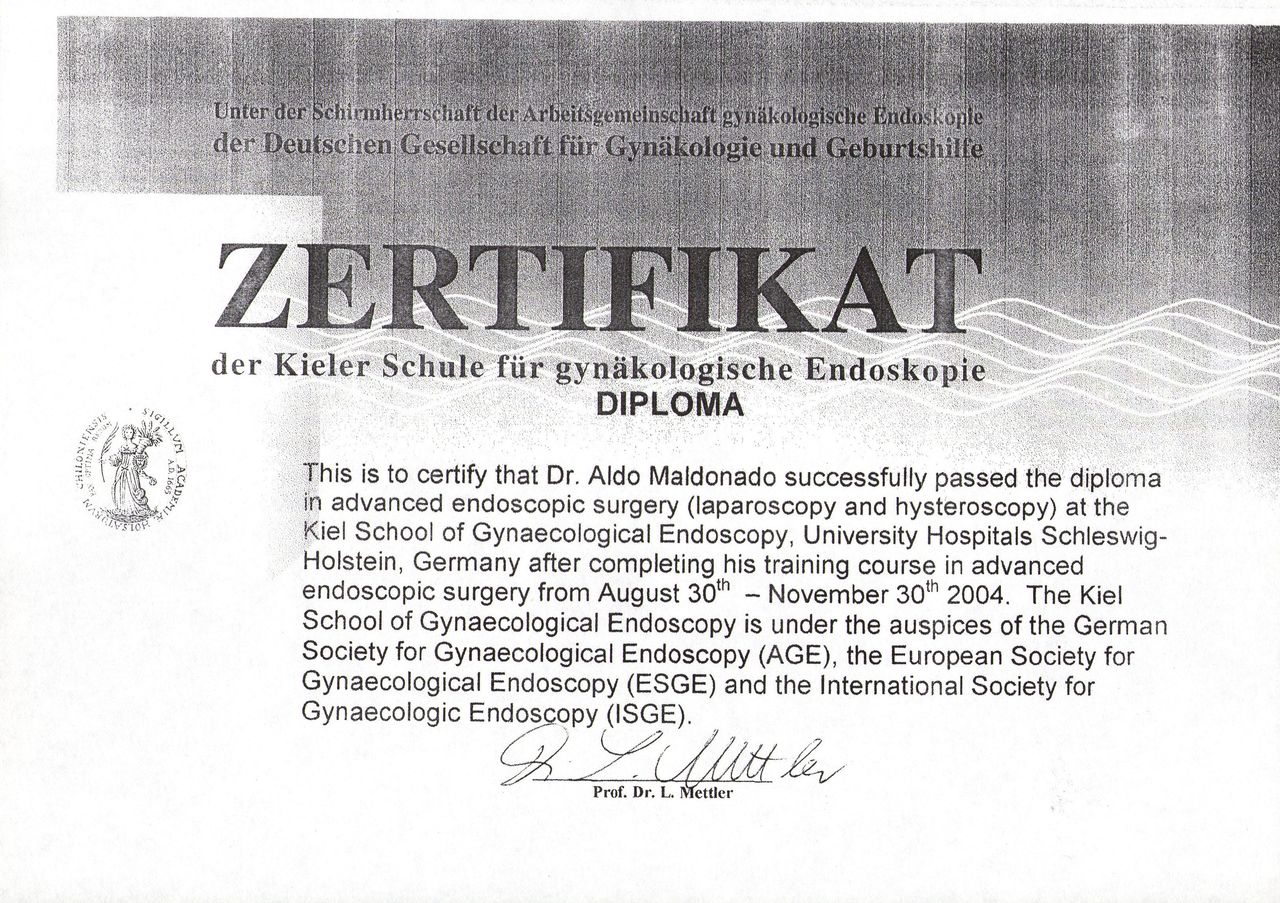 Unter der Schirmherrschaft der Arbeitsgemeinschaft gynäkologische Endoskopie
der Deutschen Gesellschaft für Gynäkologie und Geburtshilfe
ZERTIFIKAT
der Kieler Schule für gynäkologische Endoskopie
DIPLOMA
SIGILLVM ACADEMIAE
A.D. 1665
This is to certify that Dr. Aldo Maldonado successfully passed the diploma
in advanced endoscopic surgery (laparoscopy and hysteroscopy) at the
Kiel School of Gynaecological Endoscopy, University Hospitals Schleswig-
Holstein, Germany after completing his training course in advanced
endoscopic surgery from August 30th – November 30th 2004. The Kiel
School of Gynaecological Endoscopy is under the auspices of the German
Society for Gynaecological Endoscopy (AGE), the European Society for
Gynaecological Endoscopy (ESGE) and the International Society for
Gynaecologic Endoscopy (ISGE).
L. Mettler
Prof. Dr. L. Mettler